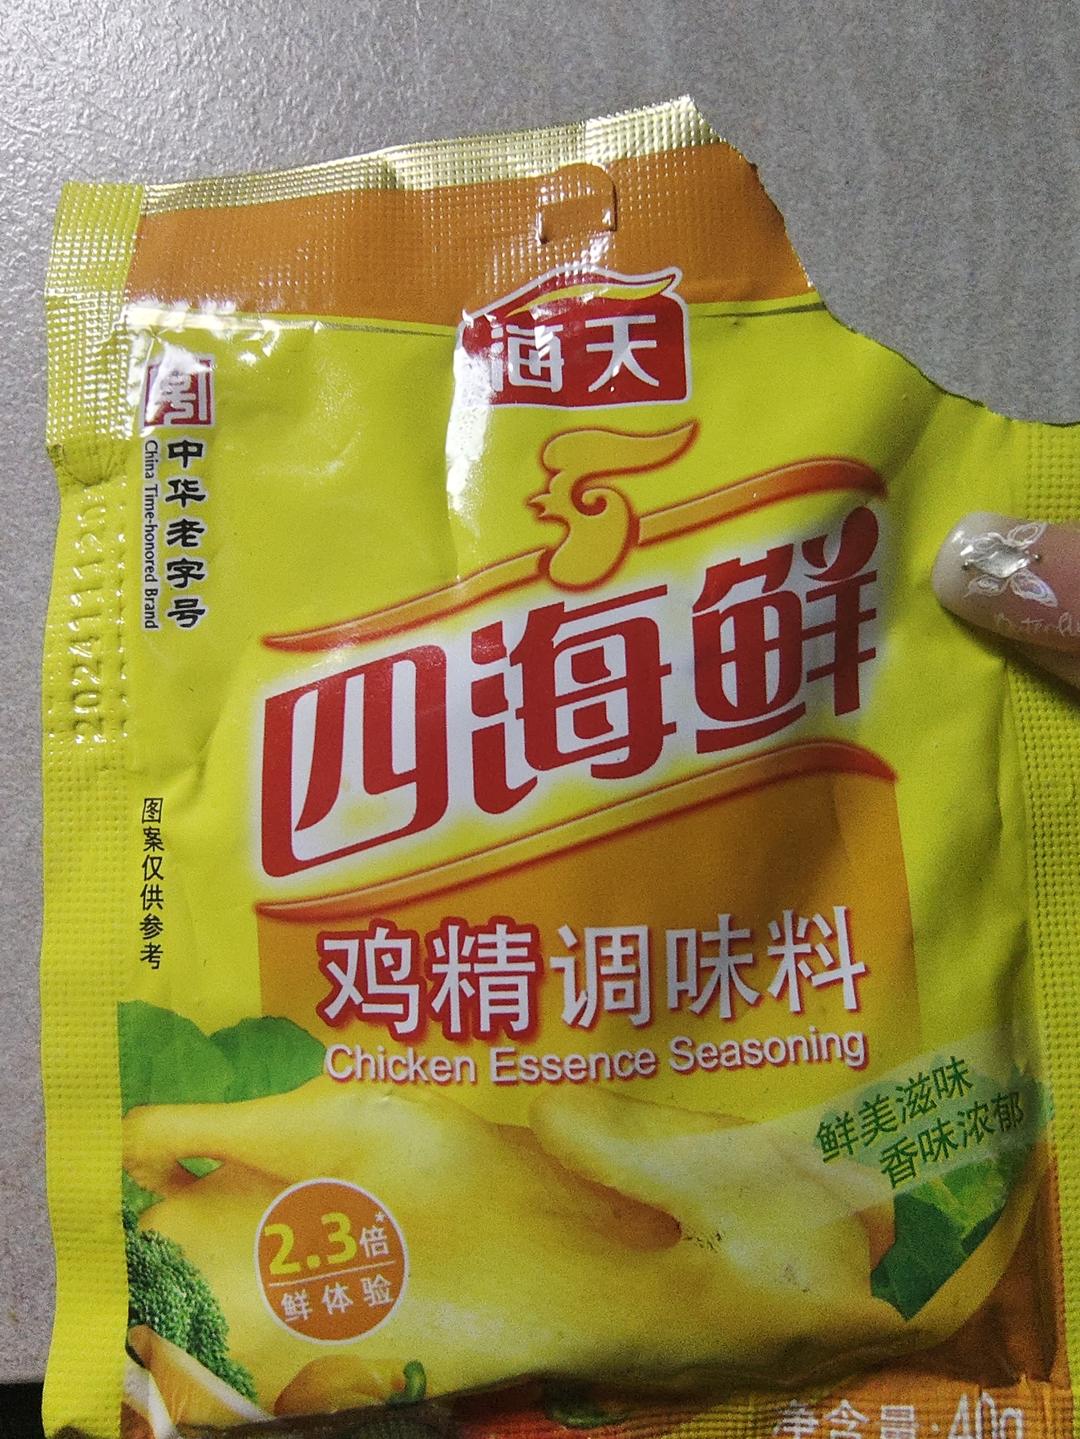 海天
中华老字号
China Time-honored Brand
20241112
四海鲜
图案仅供参考
鸡精调味料
Chicken Essence Seasoning
鲜美滋味
香味浓郁
2.3倍*
鲜体验
净含量:40g